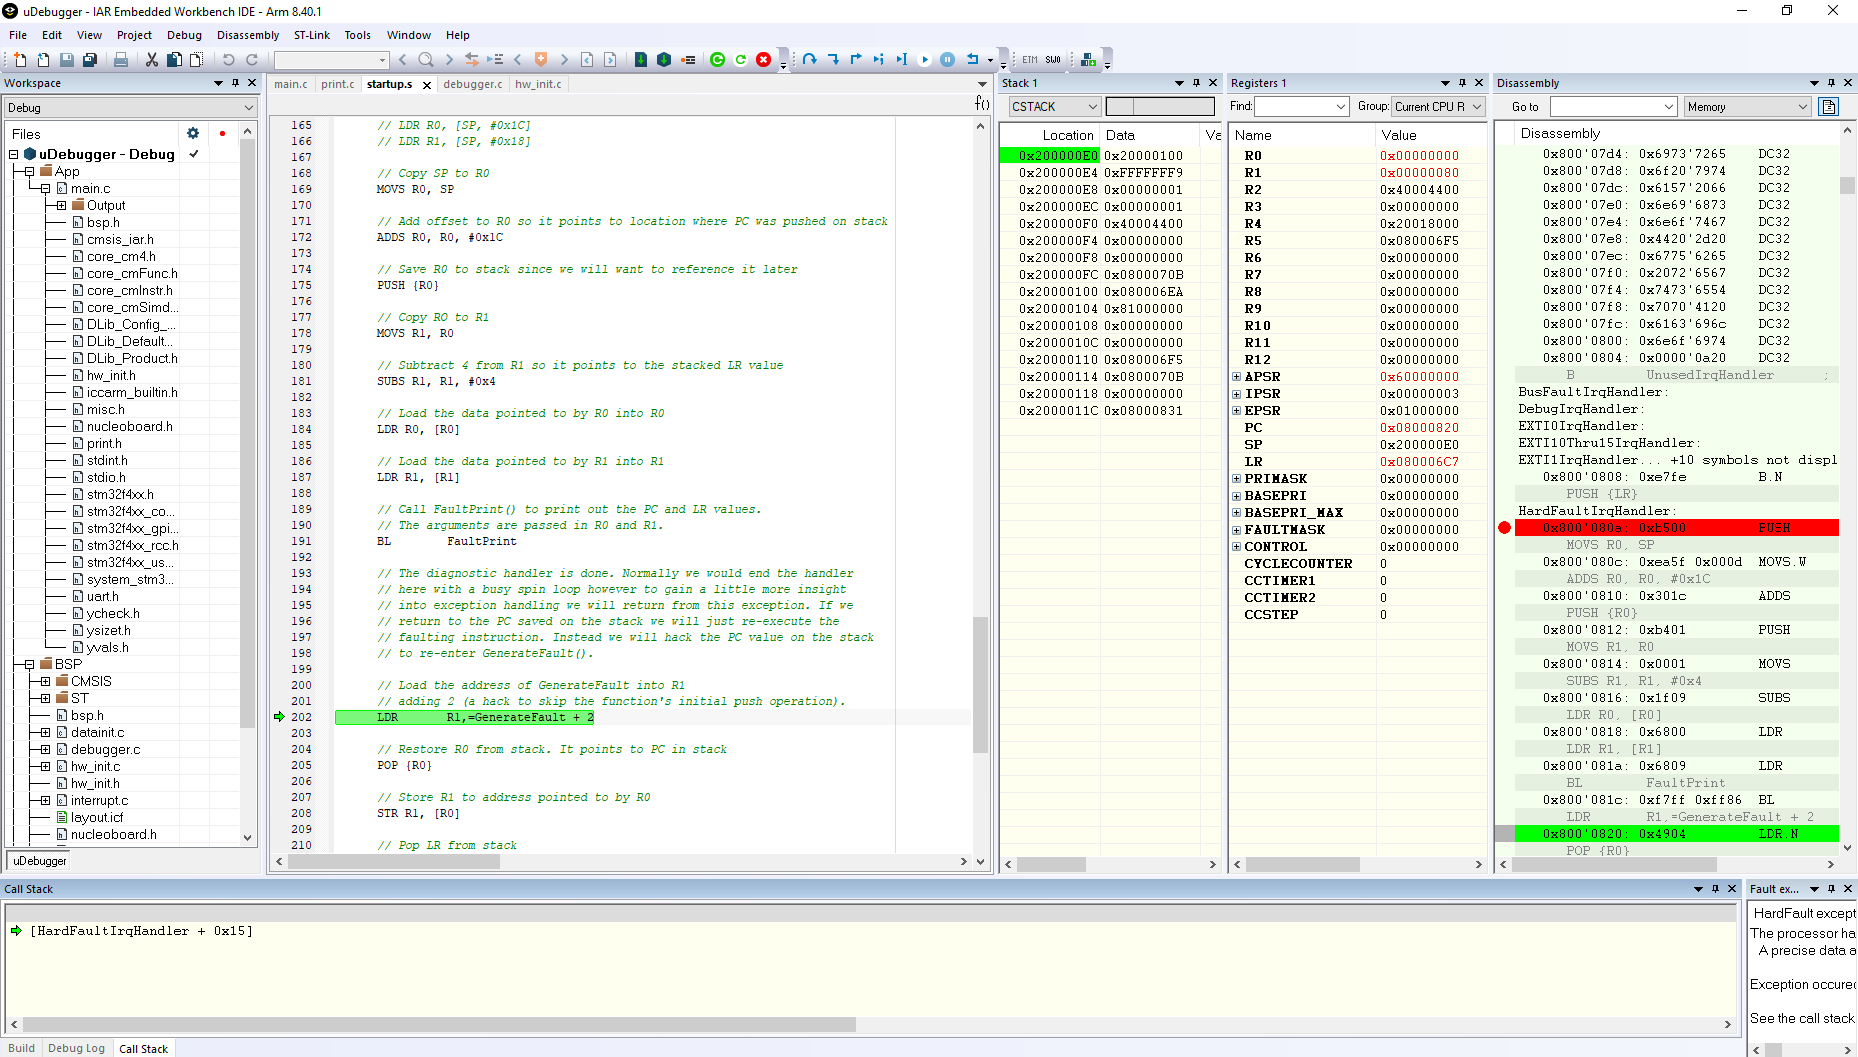 uDebugger - IAR Embedded Workbench IDE - Arm 8.40.1
File Edit View Project Debug Disassembly ST-Link Tools Window Help
ETM SWO
Workspace
Debug
Files
uDebugger - Debug
App
main.c
Output
bsp.h
cmsis_iar.h
core_cm4.h
core_cmFunc.h
core_cmInstr.h
core_cmSimd...
DLib_Config_...
DLib_Default...
DLib_Product.h
hw_init.h
iccarm_builtin.h
misc.h
nucleoboard.h
print.h
stdint.h
stdio.h
stm32f4xx.h
stm32f4xx_co...
stm32f4xx_gpi...
stm32f4xx_rcc.h
stm32f4xx_us...
system_stm3...
uart.h
ycheck.h
ysizet.h
yvals.h
BSP
CMSIS
ST
bsp.h
datainit.c
debugger.c
hw_init.c
hw_init.h
interrupt.c
layout.icf
nucleoboard.h
uDebugger
main.c print.c startup.s debugger.c hw_init.c
f()
165 // LDR R0, [SP, #0x1C]
166 // LDR R1, [SP, #0x18]
167
168 // Copy SP to R0
169 MOVS R0, SP
170
171 // Add offset to R0 so it points to location where PC was pushed on stack
172 ADDS R0, R0, #0x1C
173
174 // Save R0 to stack since we will want to reference it later
175 PUSH {R0}
176
177 // Copy RO to R1
178 MOVS R1, R0
179
180 // Subtract 4 from R1 so it points to the stacked LR value
181 SUBS R1, R1, #0x4
182
183 // Load the data pointed to by R0 into R0
184 LDR R0, [R0]
185
186 // Load the data pointed to by R1 into R1
187 LDR R1, [R1]
188
189 // Call FaultPrint() to print out the PC and LR values.
190 // The arguments are passed in R0 and R1.
191 BL FaultPrint
192
193 // The diagnostic handler is done. Normally we would end the handler
194 // here with a busy spin loop however to gain a little more insight
195 // into exception handling we will return from this exception. If we
196 // return to the PC saved on the stack we will just re-execute the
197 // faulting instruction. Instead we will hack the PC value on the stack
198 // to re-enter GenerateFault().
199
200 // Load the address of GenerateFault into R1
201 // adding 2 (a hack to skip the function's initial push operation).
202 LDR R1,=GenerateFault + 2
203
204 // Restore R0 from stack. It points to PC in stack
205 POP {R0}
206
207 // Store R1 to address pointed to by R0
208 STR R1, [R0]
209
210 // Pop LR from stack
Stack 1
CSTACK
Location Data Va
0x200000E0 0x20000100
0x200000E4 0xFFFFFFF9
0x200000E8 0x00000001
0x200000EC 0x00000001
0x200000F0 0x40004400
0x200000F4 0x00000000
0x200000F8 0x00000000
0x200000FC 0x0800070B
0x20000100 0x080006EA
0x20000104 0x81000000
0x20000108 0x00000000
0x2000010C 0x00000000
0x20000110 0x080006F5
0x20000114 0x0800070B
0x20000118 0x00000000
0x2000011C 0x08000831
Registers 1
Find: Group: Current CPU R
Name Value
R0 0x00000000
R1 0x00000080
R2 0x40004400
R3 0x00000000
R4 0x20018000
R5 0x080006F5
R6 0x00000000
R7 0x00000000
R8 0x00000000
R9 0x00000000
R10 0x00000000
R11 0x00000000
R12 0x00000000
APSR 0x60000000
IPSR 0x00000003
EPSR 0x01000000
PC 0x08000820
SP 0x200000E0
LR 0x080006C7
PRIMASK 0x00000000
BASEPRI 0x00000000
BASEPRI_MAX 0x00000000
FAULTMASK 0x00000000
CONTROL 0x00000000
CYCLECOUNTER 0
CCTIMER1 0
CCTIMER2 0
CCSTEP 0
Disassembly
Go to Memory
Disassembly
0x800'07d4: 0x6973'7265 DC32
0x800'07d8: 0x6f20'7974 DC32
0x800'07dc: 0x6157'2066 DC32
0x800'07e0: 0x6e69'6873 DC32
0x800'07e4: 0x6e6f'7467 DC32
0x800'07e8: 0x4420'2d20 DC32
0x800'07ec: 0x6775'6265 DC32
0x800'07f0: 0x2072'6567 DC32
0x800'07f4: 0x7473'6554 DC32
0x800'07f8: 0x7070'4120 DC32
0x800'07fc: 0x6163'696c DC32
0x800'0800: 0x6e6f'6974 DC32
0x800'0804: 0x0000'0a20 DC32
B UnusedIrqHandler ;
BusFaultIrqHandler:
DebugIrqHandler:
EXTI0IrqHandler:
EXTI10Thru15IrqHandler:
EXTI1IrqHandler... +10 symbols not displ
0x800'0808: 0xe7fe B.N
PUSH {LR}
HardFaultIrqHandler:
0x800'080a: 0xb500 PUSH
MOVS R0, SP
0x800'080c: 0xea5f 0x000d MOVS.W
ADDS R0, R0, #0x1C
0x800'0810: 0x301c ADDS
PUSH {R0}
0x800'0812: 0xb401 PUSH
MOVS R1, R0
0x800'0814: 0x0001 MOVS
SUBS R1, R1, #0x4
0x800'0816: 0x1f09 SUBS
LDR R0, [R0]
0x800'0818: 0x6800 LDR
LDR R1, [R1]
0x800'081a: 0x6809 LDR
BL FaultPrint
0x800'081c: 0xf7ff 0xff86 BL
LDR R1,=GenerateFault + 2
0x800'0820: 0x4904 LDR.N
POP {R0}
Call Stack
[HardFaultIrqHandler + 0x15]
Build Debug Log Call Stack
Fault ex...
HardFault except
The processor ha
A precise data a
Exception occured
See the call stack